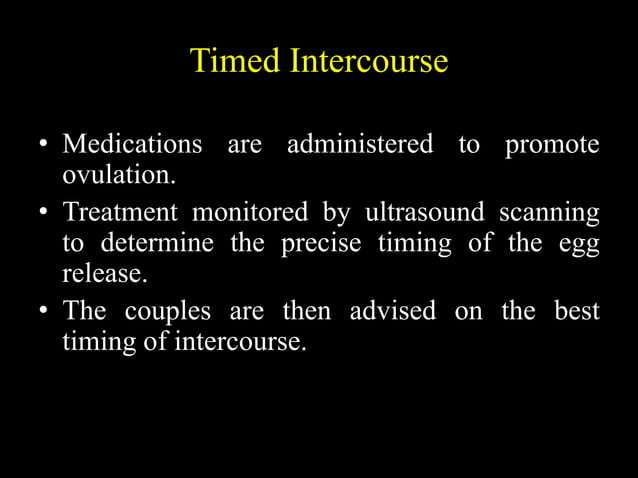 Timed Intercourse
• Medications are administered to promote
ovulation.
• Treatment monitored by ultrasound scanning
to determine the precise timing of the egg
release.
• The couples are then advised on the best
timing of intercourse.